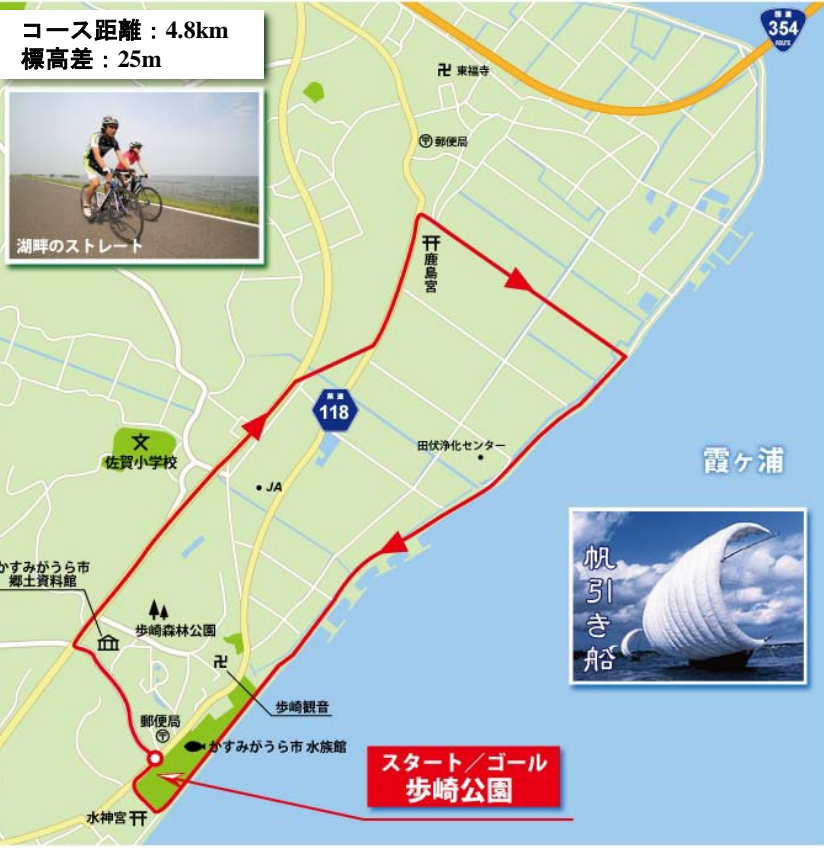 コース距離：4.8km
標高差：25m
国道
354
ROUTE
東福寺
郵便局
湖畔のストレート
鹿島宮
県道
118
田伏浄化センター
佐賀小学校
JA
霞ヶ浦
帆引き船
かすみがうら市
郷土資料館
歩崎森林公園
歩崎観音
郵便局
かすみがうら市 水族館
スタート／ゴール
歩崎公園
水神宮